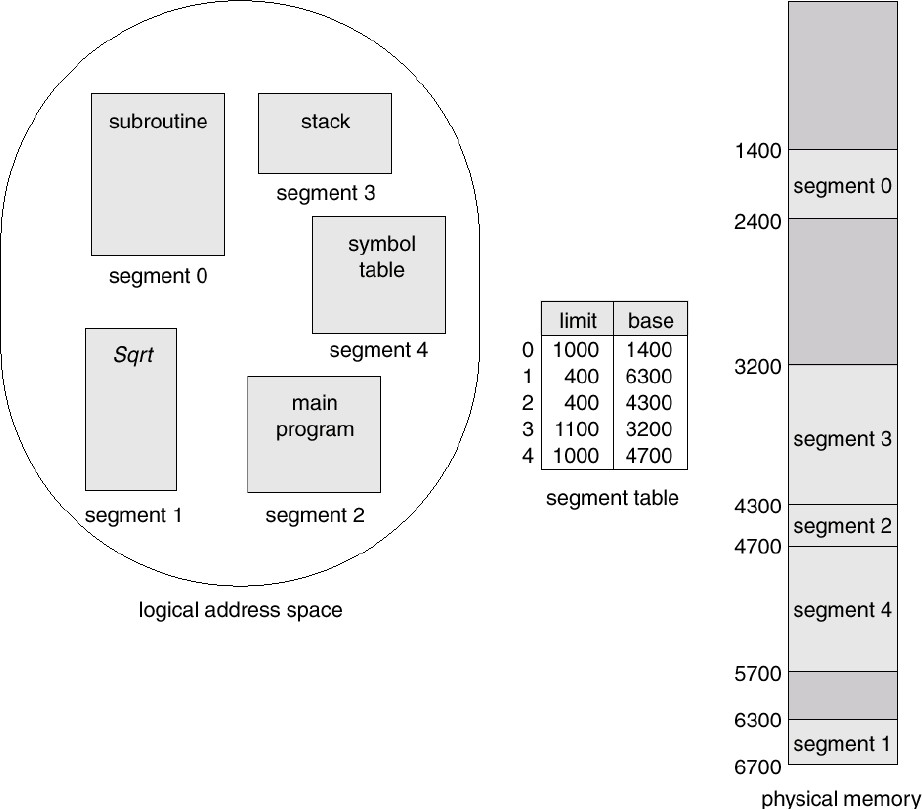 subroutine
segment 0
stack
segment 3
symbol
table
segment 4
Sqrt
segment 1
main
program
segment 2
logical address space
limit base
0 1000 1400
1 400 6300
2 400 4300
3 1100 3200
4 1000 4700
segment table
1400
segment 0
2400
3200
segment 3
4300
segment 2
4700
segment 4
5700
6300
segment 1
6700
physical memory